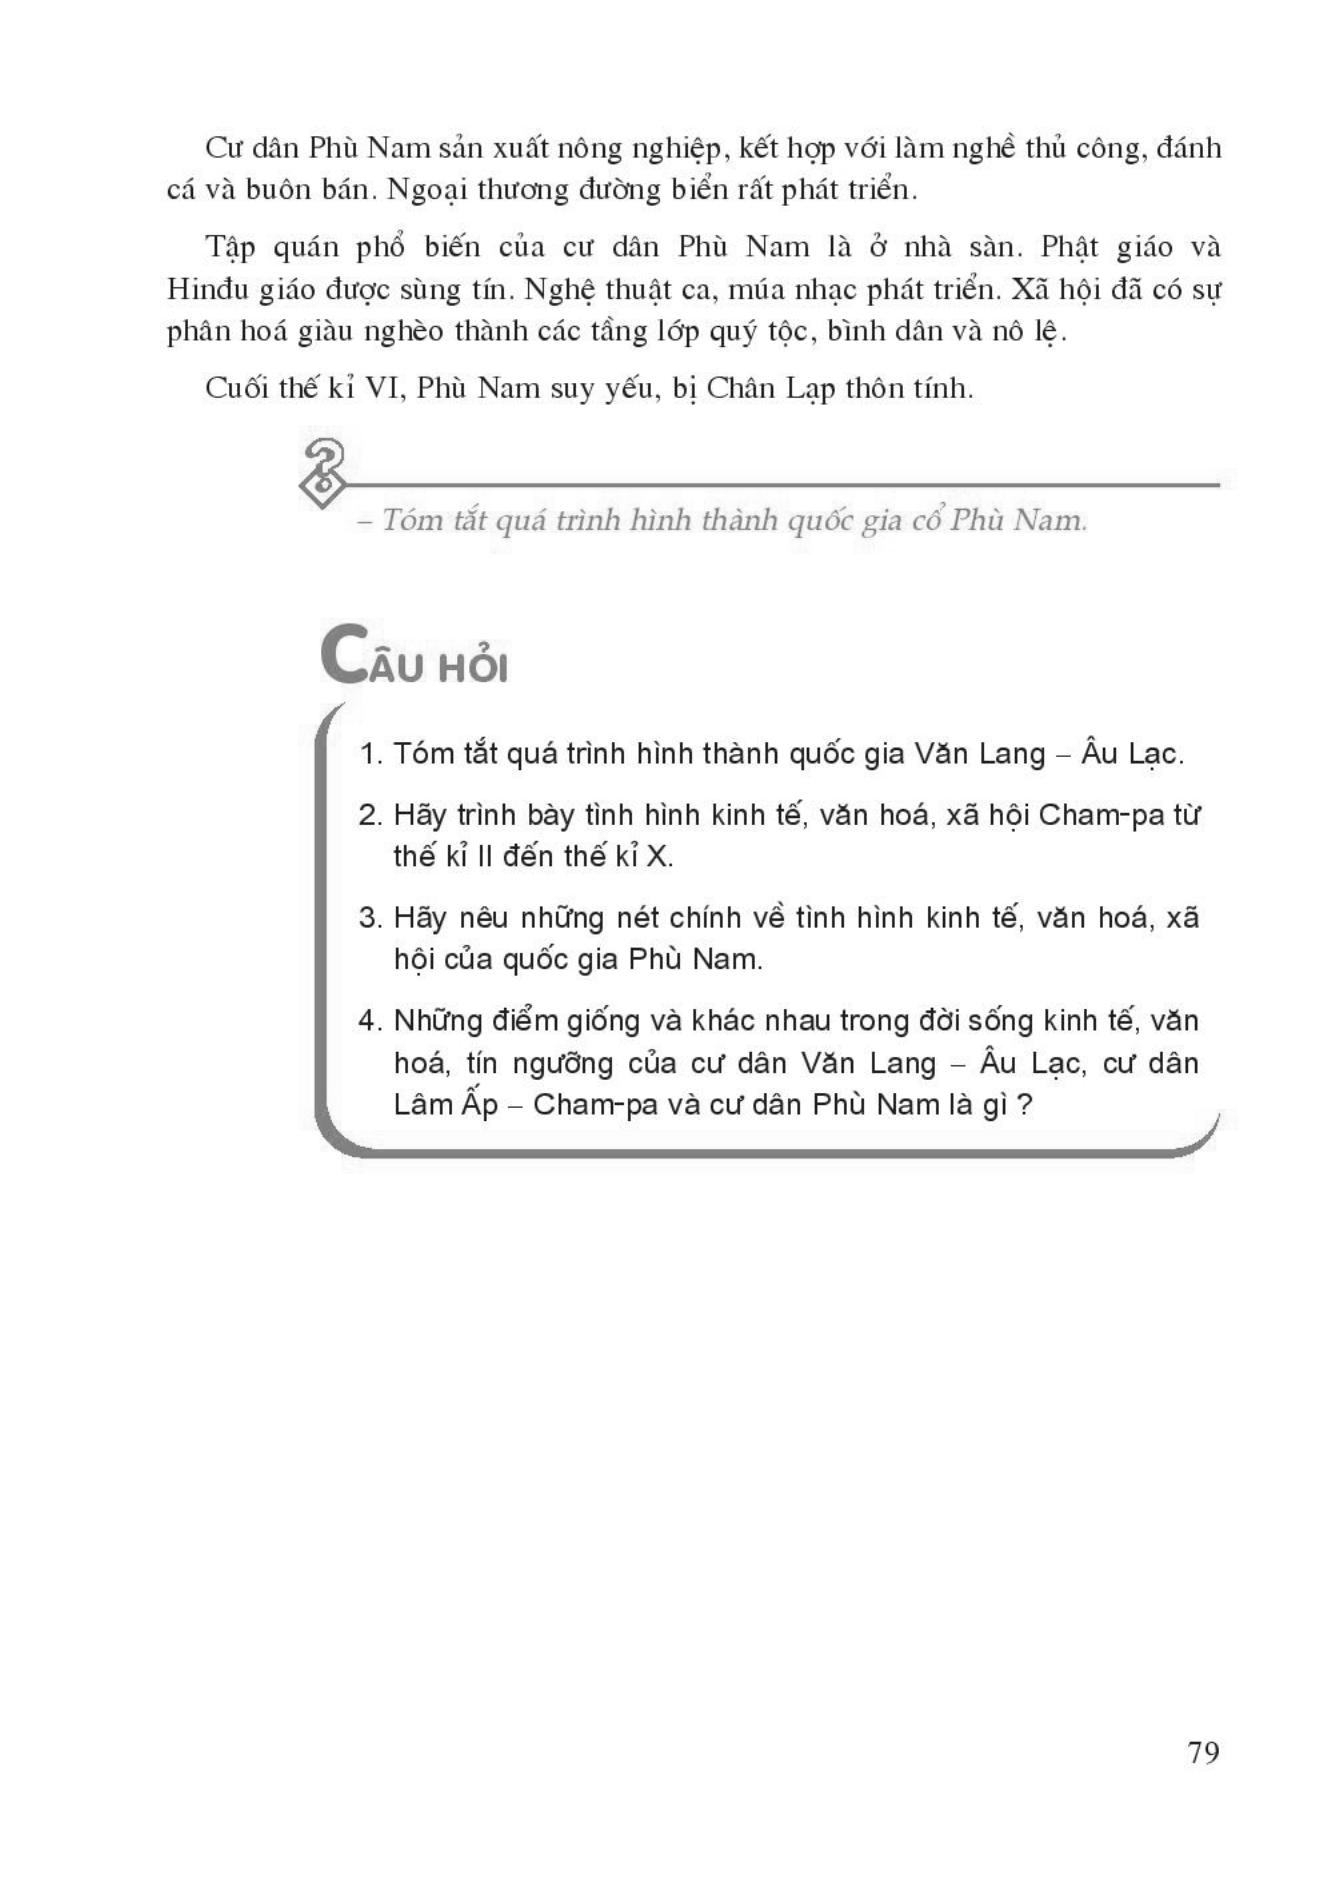 Cư dân Phù Nam sản xuất nông nghiệp, kết hợp với làm nghề thủ công, đánh
cá và buôn bán. Ngoại thương đường biển rất phát triển.
Tập quán phổ biến của cư dân Phù Nam là ở nhà sàn. Phật giáo và
Hinđu giáo được sùng tín. Nghệ thuật ca, múa nhạc phát triển. Xã hội đã có sự
phân hoá giàu nghèo thành các tầng lớp quý tộc, bình dân và nô lệ.
Cuối thế kỉ VI, Phù Nam suy yếu, bị Chân Lạp thôn tính.
?
– Tóm tắt quá trình hình thành quốc gia cổ Phù Nam.
CÂU HỎI
1. Tóm tắt quá trình hình thành quốc gia Văn Lang – Âu Lạc.
2. Hãy trình bày tình hình kinh tế, văn hoá, xã hội Cham-pa từ
thế kỉ II đến thế kỉ X.
3. Hãy nêu những nét chính về tình hình kinh tế, văn hoá, xã
hội của quốc gia Phù Nam.
4. Những điểm giống và khác nhau trong đời sống kinh tế, văn
hoá, tín ngưỡng của cư dân Văn Lang – Âu Lạc, cư dân
Lâm Ấp – Cham-pa và cư dân Phù Nam là gì ?
79